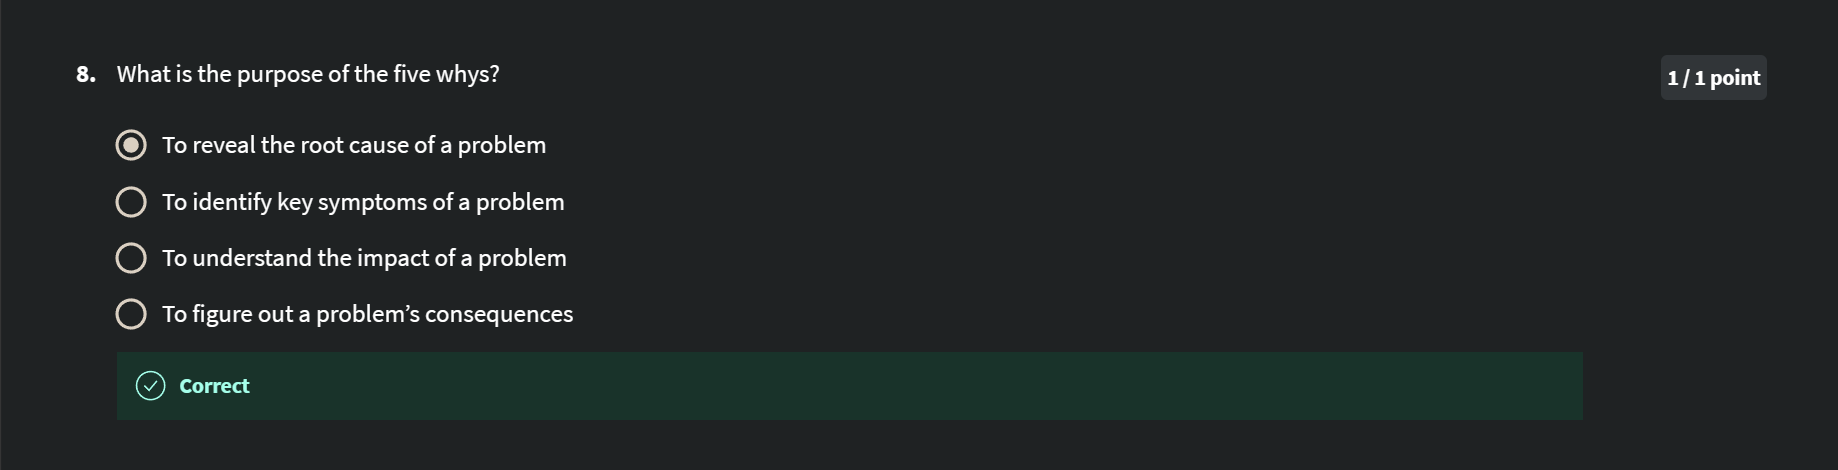 8. What is the purpose of the five whys?
1 / 1 point
To reveal the root cause of a problem
To identify key symptoms of a problem
To understand the impact of a problem
To figure out a problem’s consequences
Correct